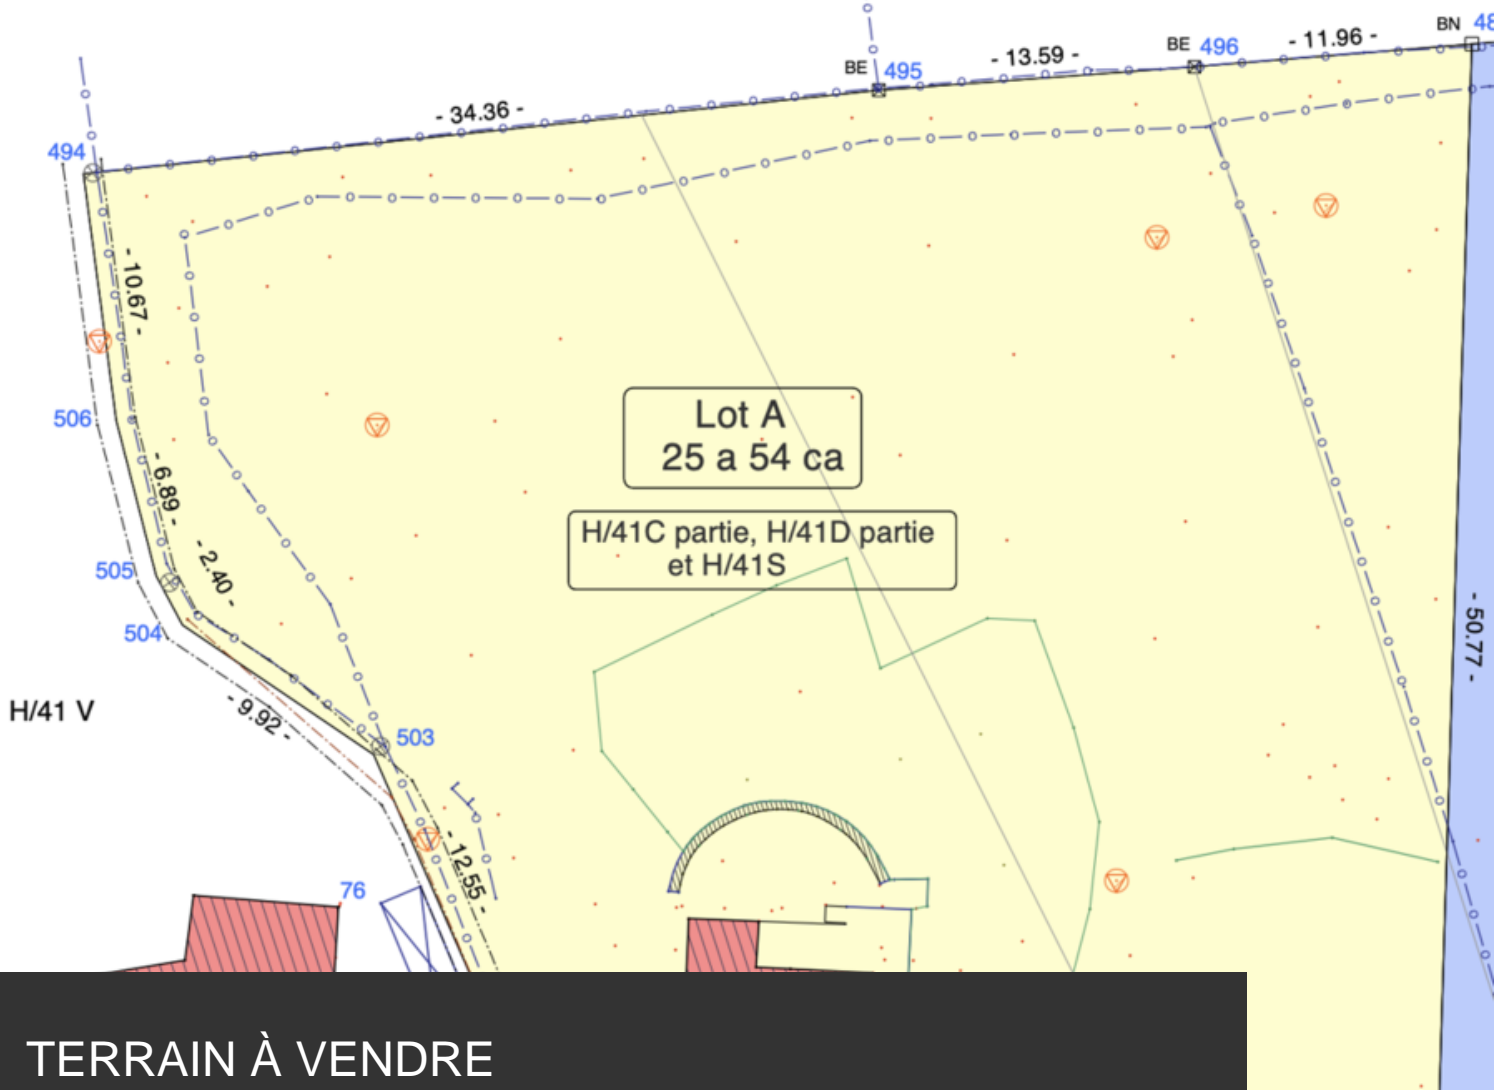 BN 48
- 11.96 -
BE 496
- 13.59 -
BE 495
- 34.36 -
494
- 10.67 -
506
Lot A
25 a 54 ca
- 6.89 -
H/41C partie, H/41D partie
et H/41S
505
- 2.40 -
504
- 50.77 -
H/41 V
- 9.92 -
503
- 12.55 -
76
TERRAIN À VENDRE